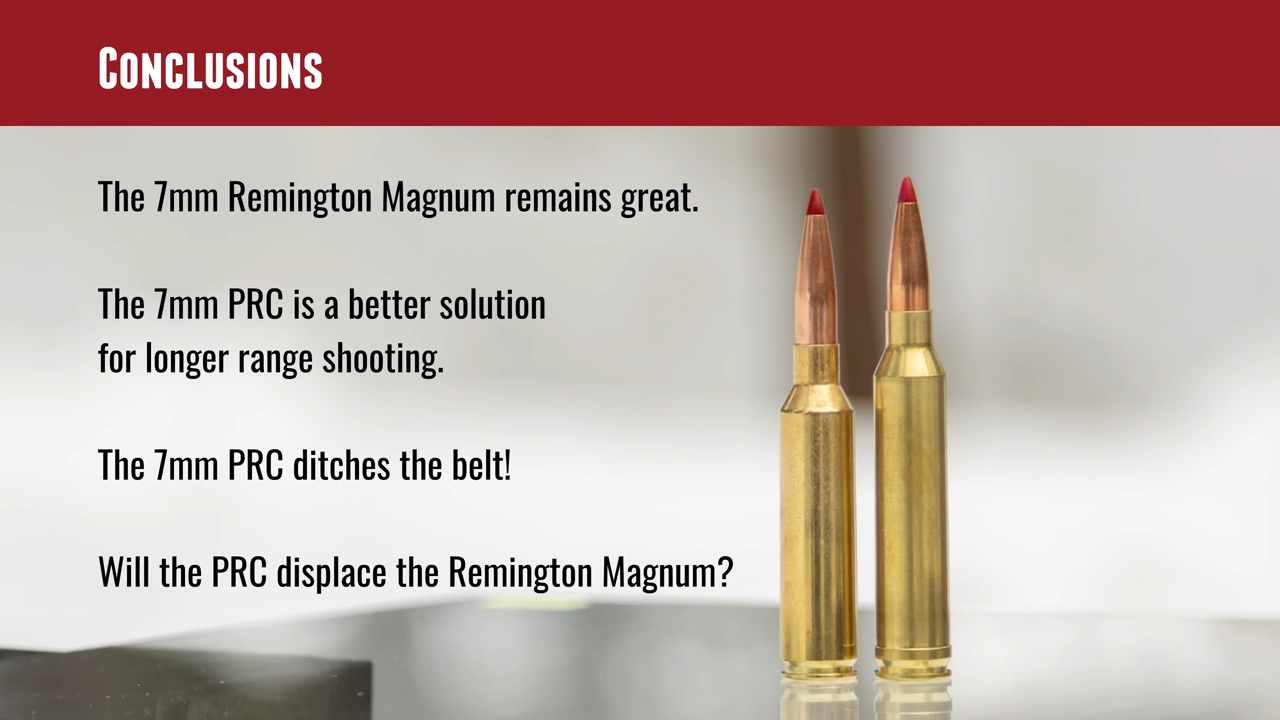 Conclusions
The 7mm Remington Magnum remains great.
The 7mm PRC is a better solution
for longer range shooting.
The 7mm PRC ditches the belt!
Will the PRC displace the Remington Magnum?